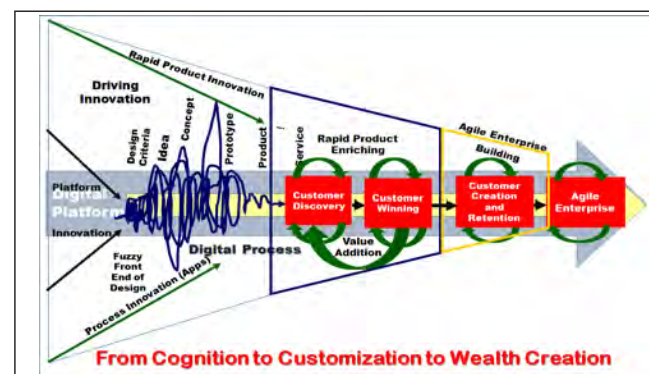 Rapid Product Innovation
Driving
Innovation
Design
Criteria
Idea
Concept
Prototype
Product /
Service
Rapid Product
Enriching
Agile Enterprise
Building
Platform
Digital
Platform
Innovation
Customer
Discovery
Customer
Winning
Customer
Creation
and
Retention
Agile
Enterprise
Value
Addition
Digital Process
Fuzzy
Front
End of
Design
Process Innovation (Apps)
From Cognition to Customization to Wealth Creation